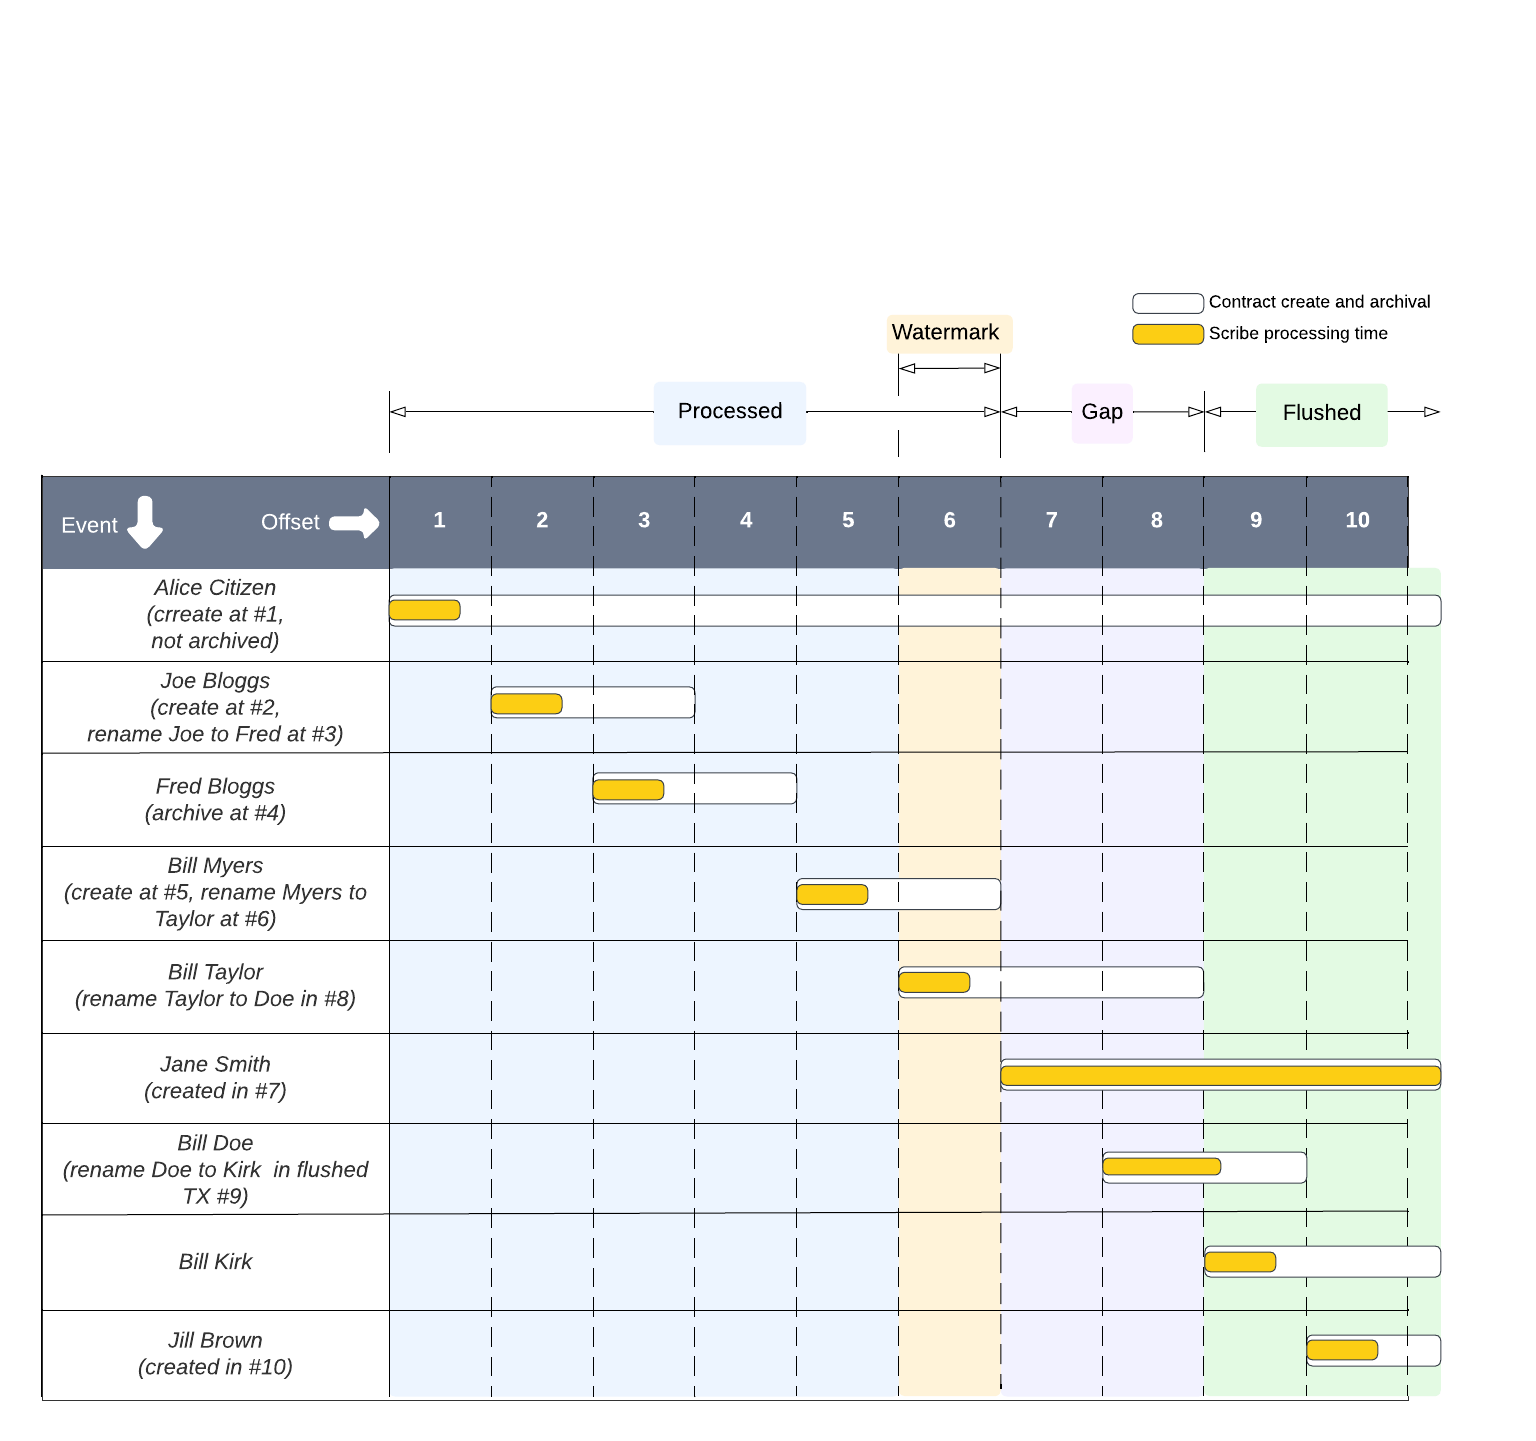 Contract create and archival
Scribe processing time
Watermark
Processed
Gap
Flushed
Event
Offset
1
2
3
4
5
6
7
8
9
10
Alice Citizen
(crreate at #1,
not archived)
Joe Bloggs
(create at #2,
rename Joe to Fred at #3)
Fred Bloggs
(archive at #4)
Bill Myers
(create at #5, rename Myers to
Taylor at #6)
Bill Taylor
(rename Taylor to Doe in #8)
Jane Smith
(created in #7)
Bill Doe
(rename Doe to Kirk  in flushed
TX #9)
Bill Kirk
Jill Brown
(created in #10)